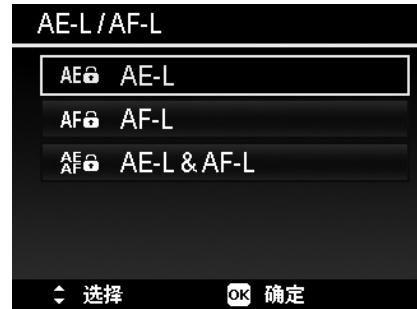 AE-L / AF-L
AE AE-L
AF AF-L
AE AF AE-L & AF-L
选择 OK 确定